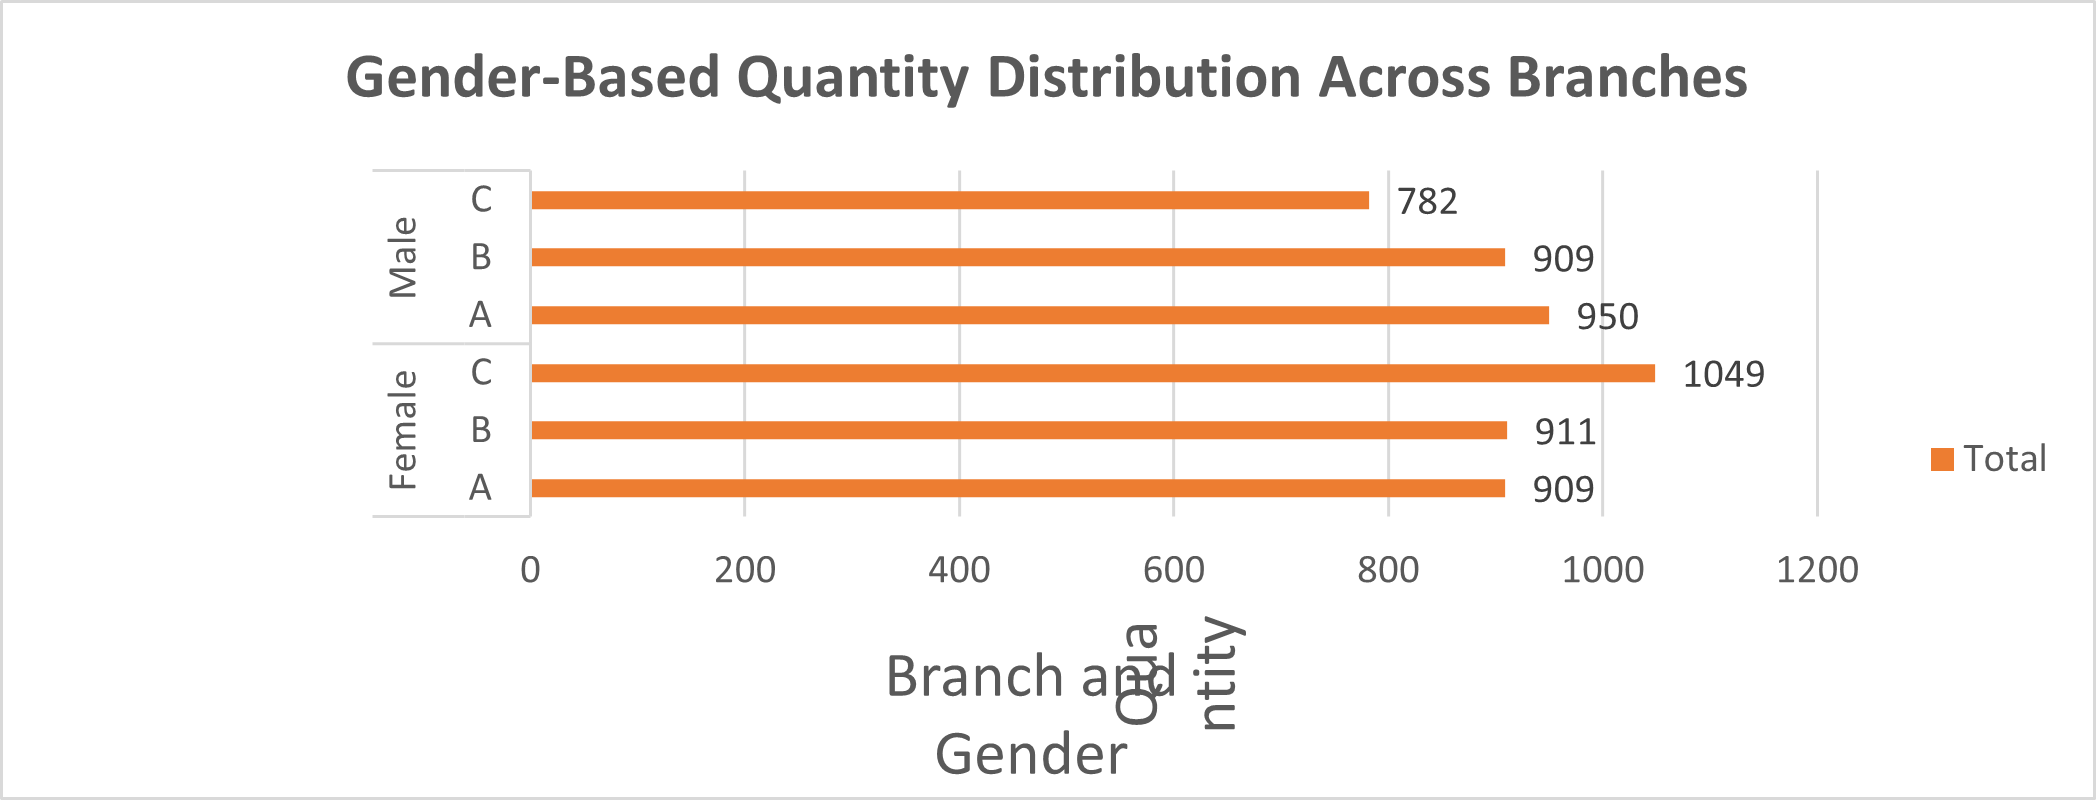 Gender-Based Quantity Distribution Across Branches
Male
C
782
B
909
A
950
Female
C
1049
B
911
A
909
Total
0 200 400 600 800 1000 1200
Branch and
Gender
Qua
ntity